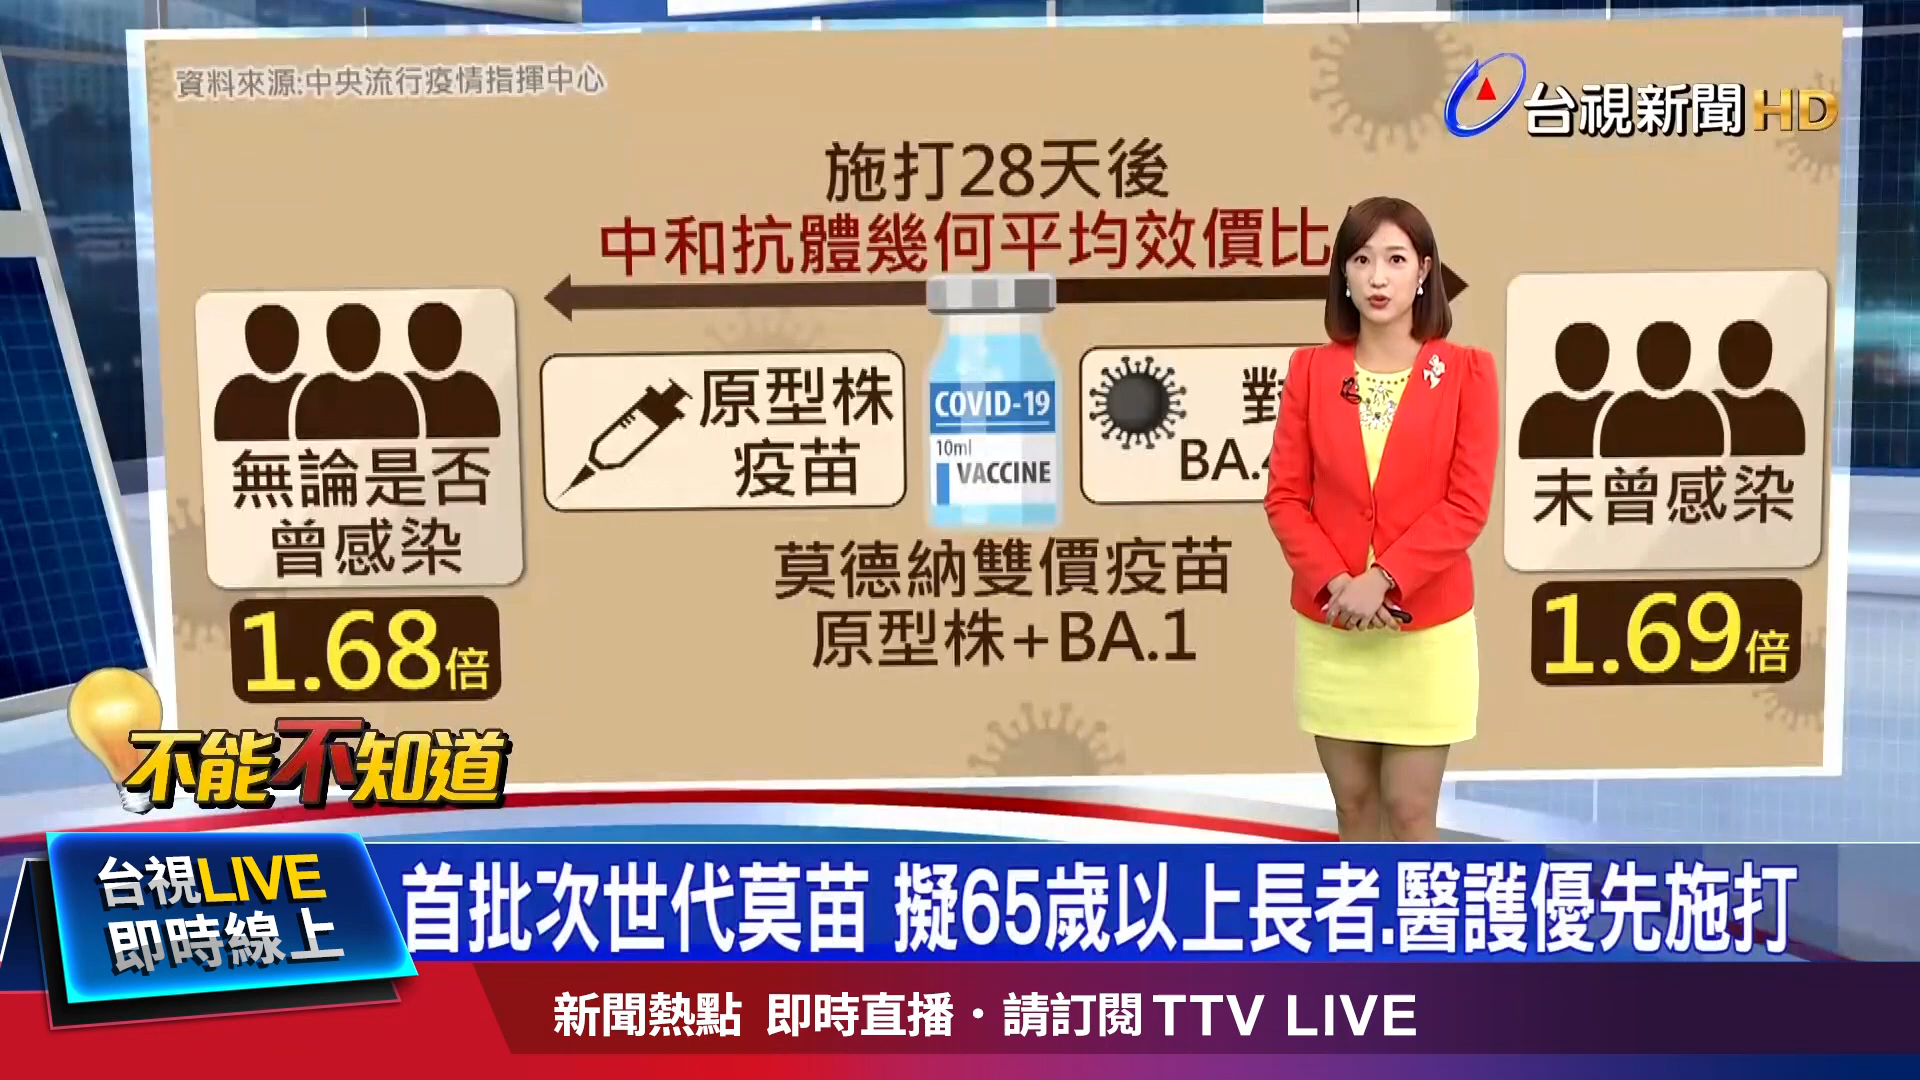 資料來源:中央流行疫情指揮中心
台視新聞HD
施打28天後
中和抗體幾何平均效價比
無論是否
曾感染
1.68倍
原型株
疫苗
COVID-19
10ml
VACCINE
BA.4
未曾感染
1.69倍
莫德納雙價疫苗
原型株+BA.1
不能不知道
台視LIVE
即時線上
首批次世代莫苗 擬65歲以上長者.醫護優先施打
新聞熱點 即時直播・請訂閱TTV LIVE